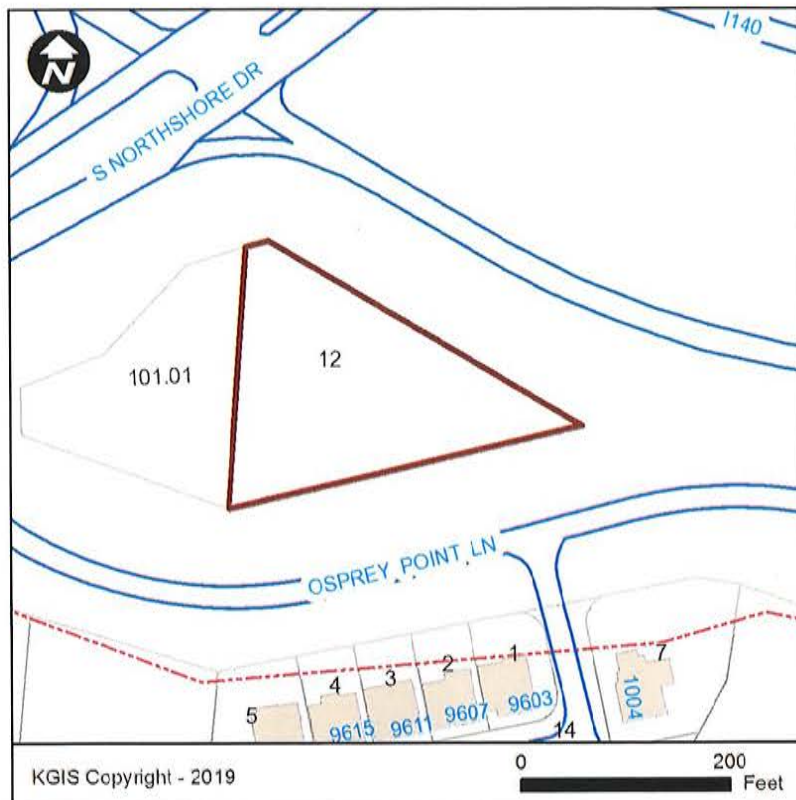 I140
N
S NORTHSHORE DR
12
101.01
OSPREY POINT LN
1
7
2
3
4
5
9603
1004
9607
9611
9615
14
KGIS Copyright - 2019
0
200
Feet